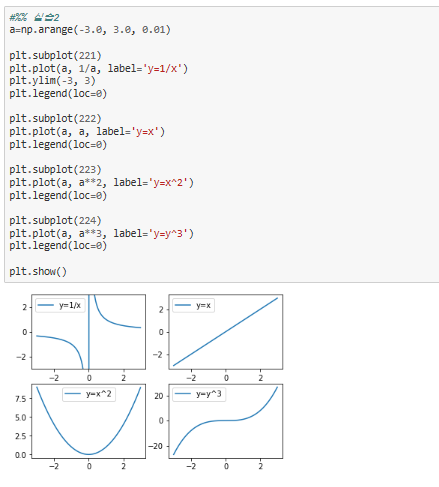 #%% 실습2
a=np.arange(-3.0, 3.0, 0.01)
plt.subplot(221)
plt.plot(a, 1/a, label='y=1/x')
plt.ylim(-3, 3)
plt.legend(loc=0)
plt.subplot(222)
plt.plot(a, a, label='y=x')
plt.legend(loc=0)
plt.subplot(223)
plt.plot(a, a**2, label='y=x^2')
plt.legend(loc=0)
plt.subplot(224)
plt.plot(a, a**3, label='y=y^3')
plt.legend(loc=0)
plt.show()
y=1/x
2
0
−2
−2 0 2
y=x
2
0
−2
−2 0 2
y=x^2
7.5
5.0
2.5
0.0
−2 0 2
y=y^3
20
0
−20
−2 0 2